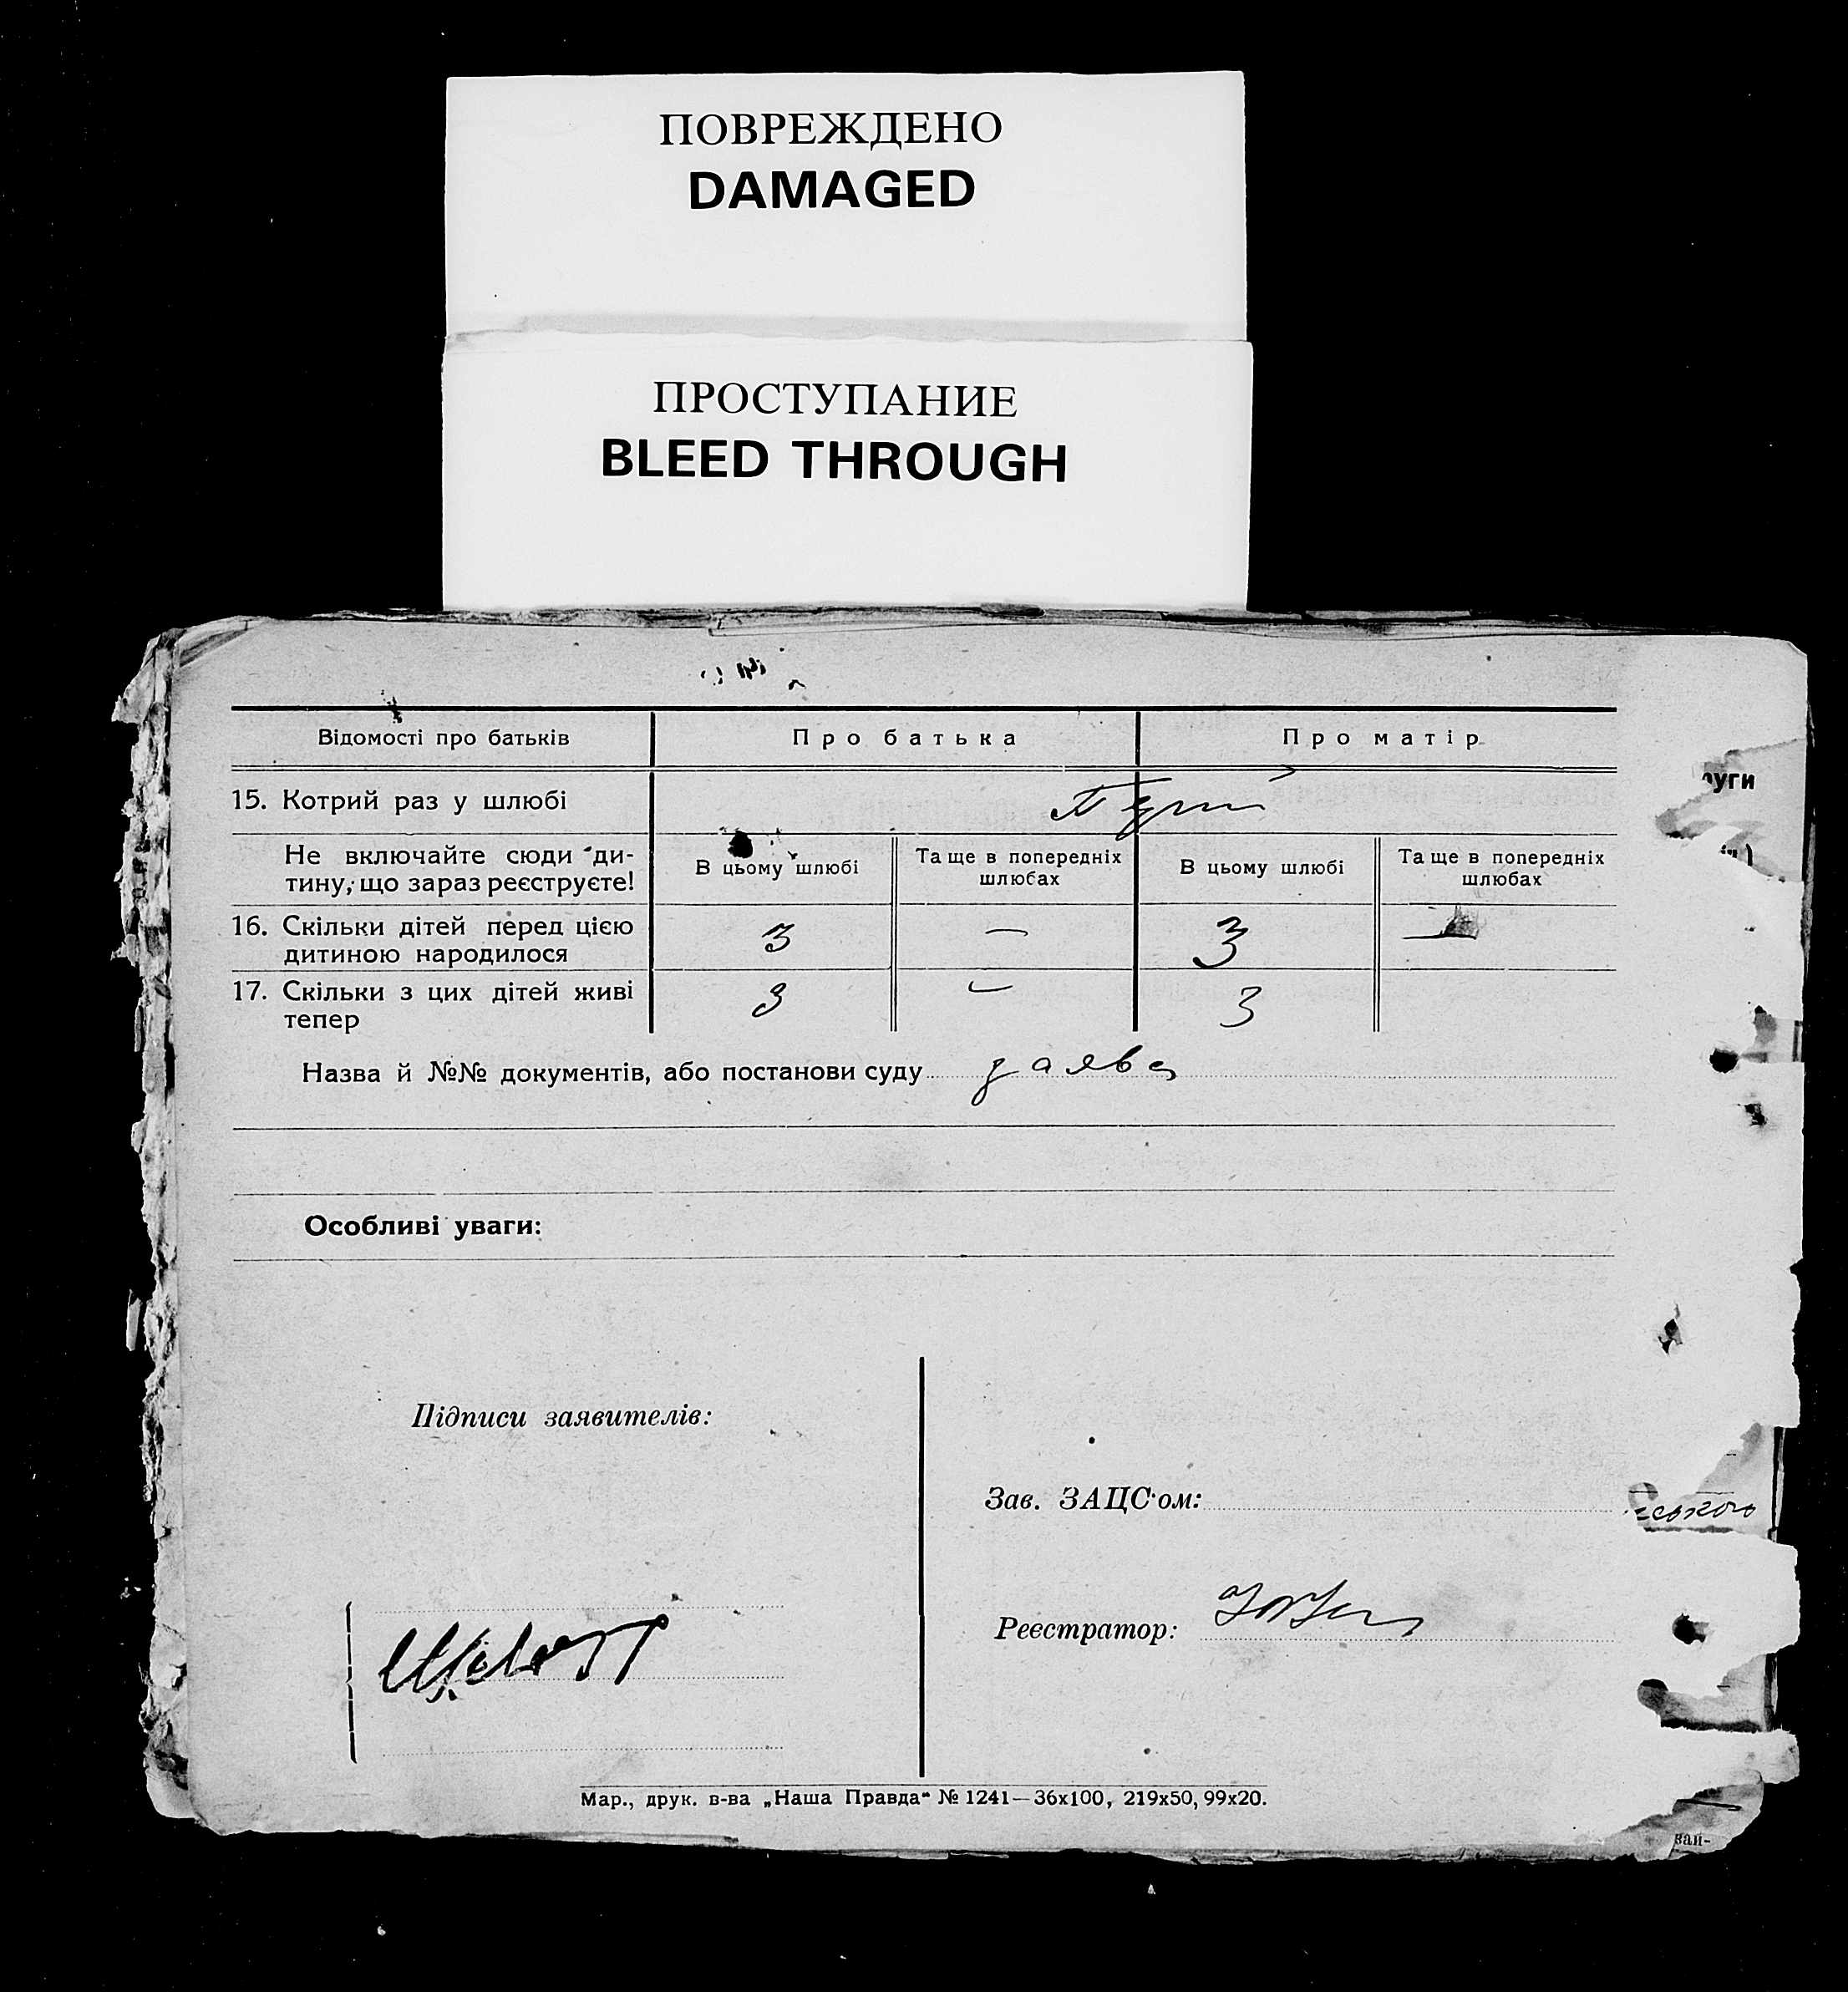 ПОВРЕЖДЕНО
DAMAGED
ПРОСТУПАНИЕ
BLEED THROUGH
Відомості про батьків Про батька Про матір
15. Котрий раз у шлюбі
Не включайте сюди ди-
тину, що зараз реєструєте!
В цьому шлюбі Та ще в попередніх шлюбах В цьому шлюбі Та ще в попередніх шлюбах
16. Скільки дітей перед цією
дитиною народилося 3 — 3 —
17. Скільки з цих дітей живі
тепер 3 — 3
Назва й №№ документів, або постанови суду заява
Особливі уваги:
Підписи заявителів:
Зав. ЗАЦС'ом:
Реєстратор:
Мар., друк. в-ва „Наша Правда“ № 1241—36х100, 219х50, 99х20.